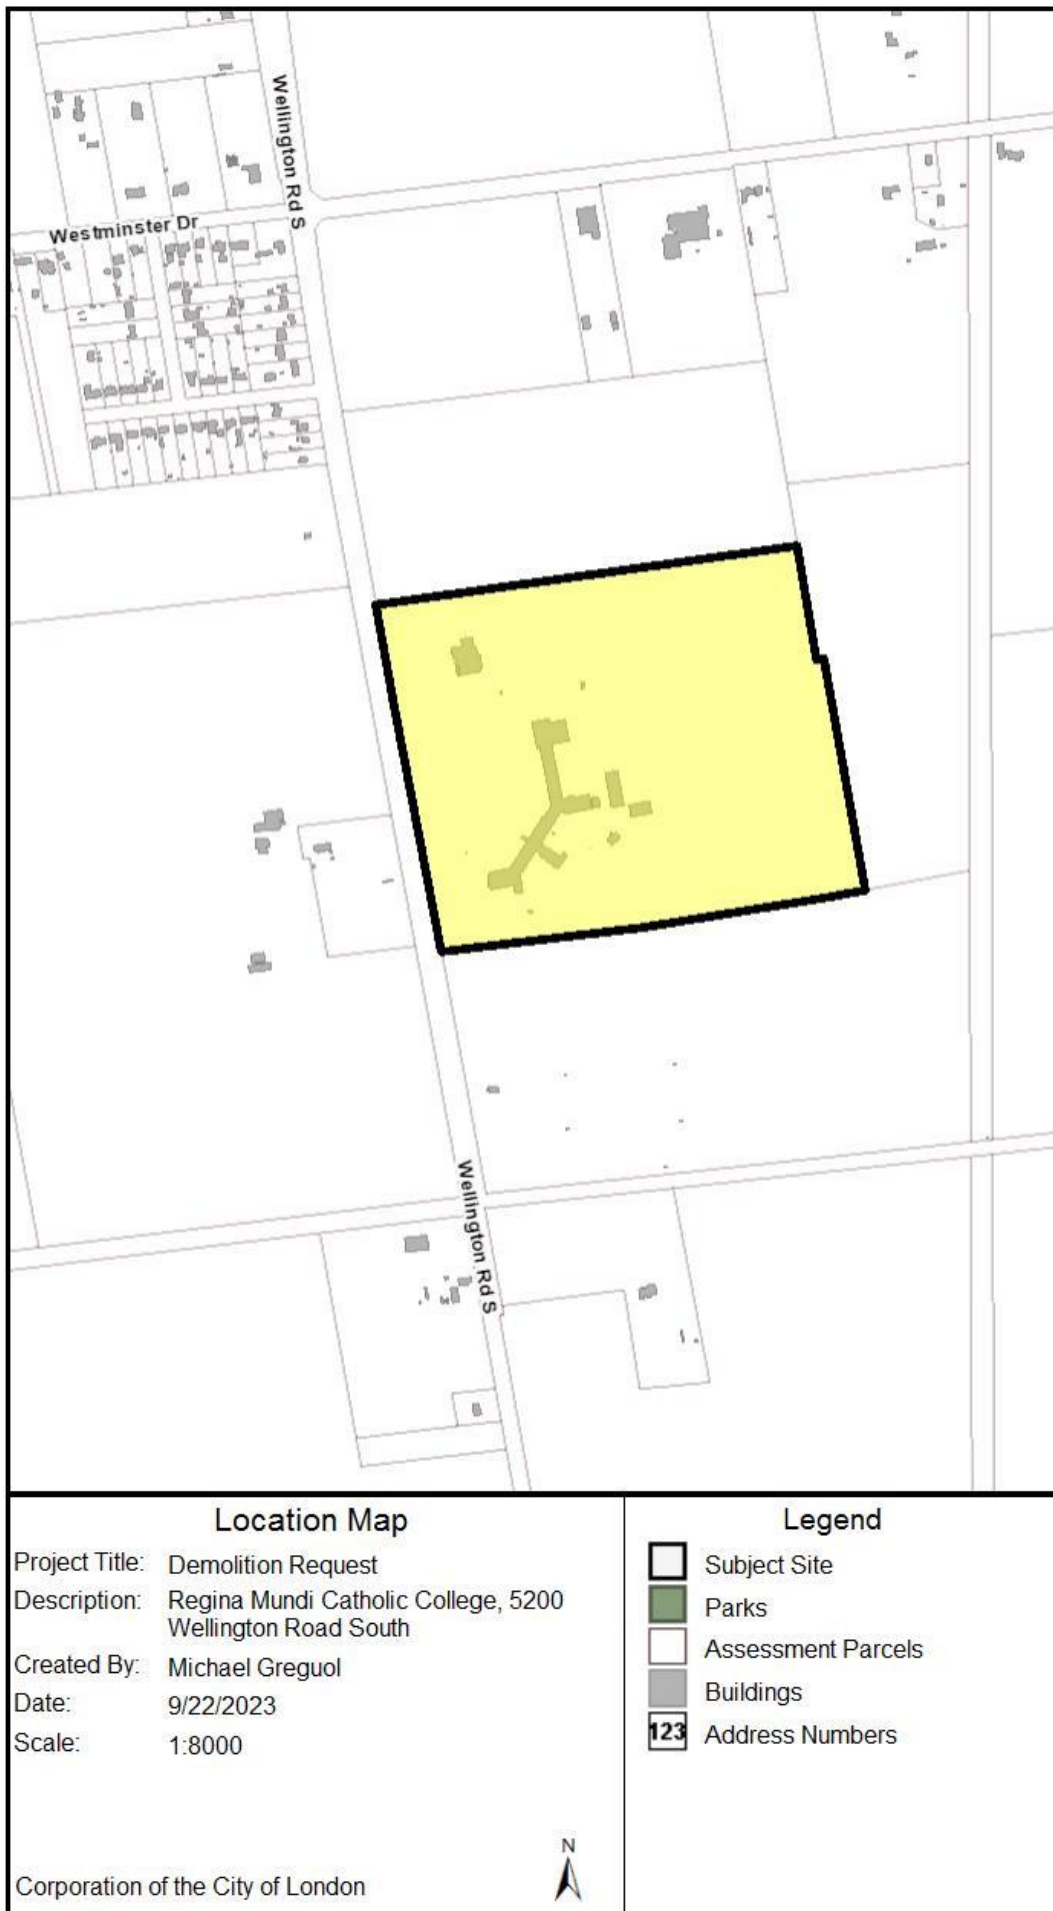 Wellington Rd S
Westminster Dr
Wellington Rd S
Location Map
Project Title: Demolition Request
Description: Regina Mundi Catholic College, 5200
Wellington Road South
Created By: Michael Greguol
Date: 9/22/2023
Scale: 1:8000
N
Corporation of the City of London
Legend
Subject Site
Parks
Assessment Parcels
Buildings
123 Address Numbers